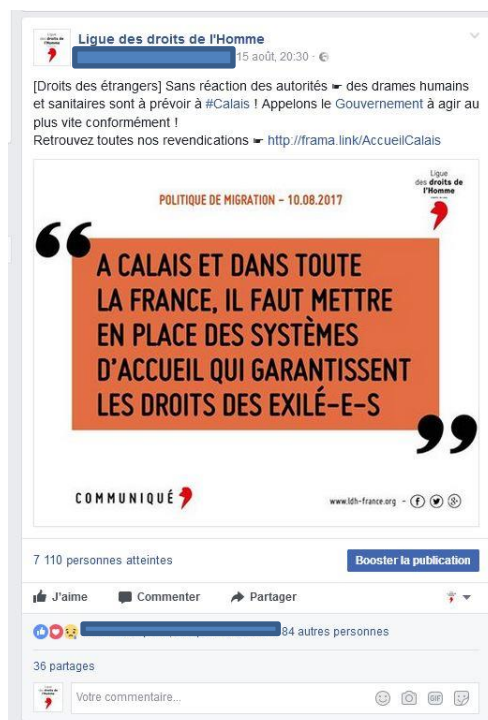 Ligue des droits de l'Homme
15 août, 20:30 ·
[Droits des étrangers] Sans réaction des autorités ☛ des drames humains
et sanitaires sont à prévoir à #Calais ! Appelons le Gouvernement à agir au
plus vite conformément !
Retrouvez toutes nos revendications ☛ http://frama.link/AccueilCalais
Ligue
des droits de
l'Homme
POLITIQUE DE MIGRATION – 10.08.2017
“
A CALAIS ET DANS TOUTE
LA FRANCE, IL FAUT METTRE
EN PLACE DES SYSTÈMES
D’ACCUEIL QUI GARANTISSENT
LES DROITS DES EXILÉ-E-S
”
COMMUNIQUÉ
www.ldh-france.org -
7 110 personnes atteintes
Booster la publication
J'aime Commenter Partager
84 autres personnes
36 partages
Votre commentaire...
GIF